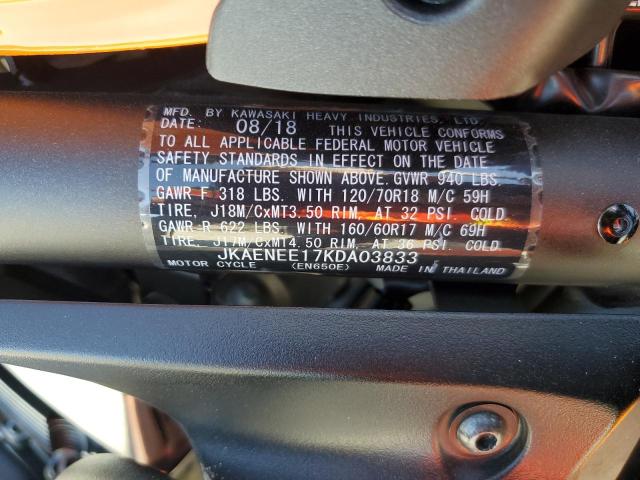 MFD. BY KAWASAKI HEAVY INDUSTRIES, LTD.
DATE: 08/18 THIS VEHICLE CONFORMS
TO ALL APPLICABLE FEDERAL MOTOR VEHICLE
SAFETY STANDARDS IN EFFECT ON THE DATE
OF MANUFACTURE SHOWN ABOVE. GVWR 940 LBS.
GAWR F 318 LBS. WITH 120/70R18 M/C 59H
TIRE, J18M/CxMT3.50 RIM, AT 32 PSI. COLD
GAWR R 622 LBS. WITH 160/60R17 M/C 69H
TIRE, J17M/CxMT4.50 RIM, AT 36 PSI. COLD
JKAENEE17KDA03833
MOTOR CYCLE (EN650E) MADE IN THAILAND